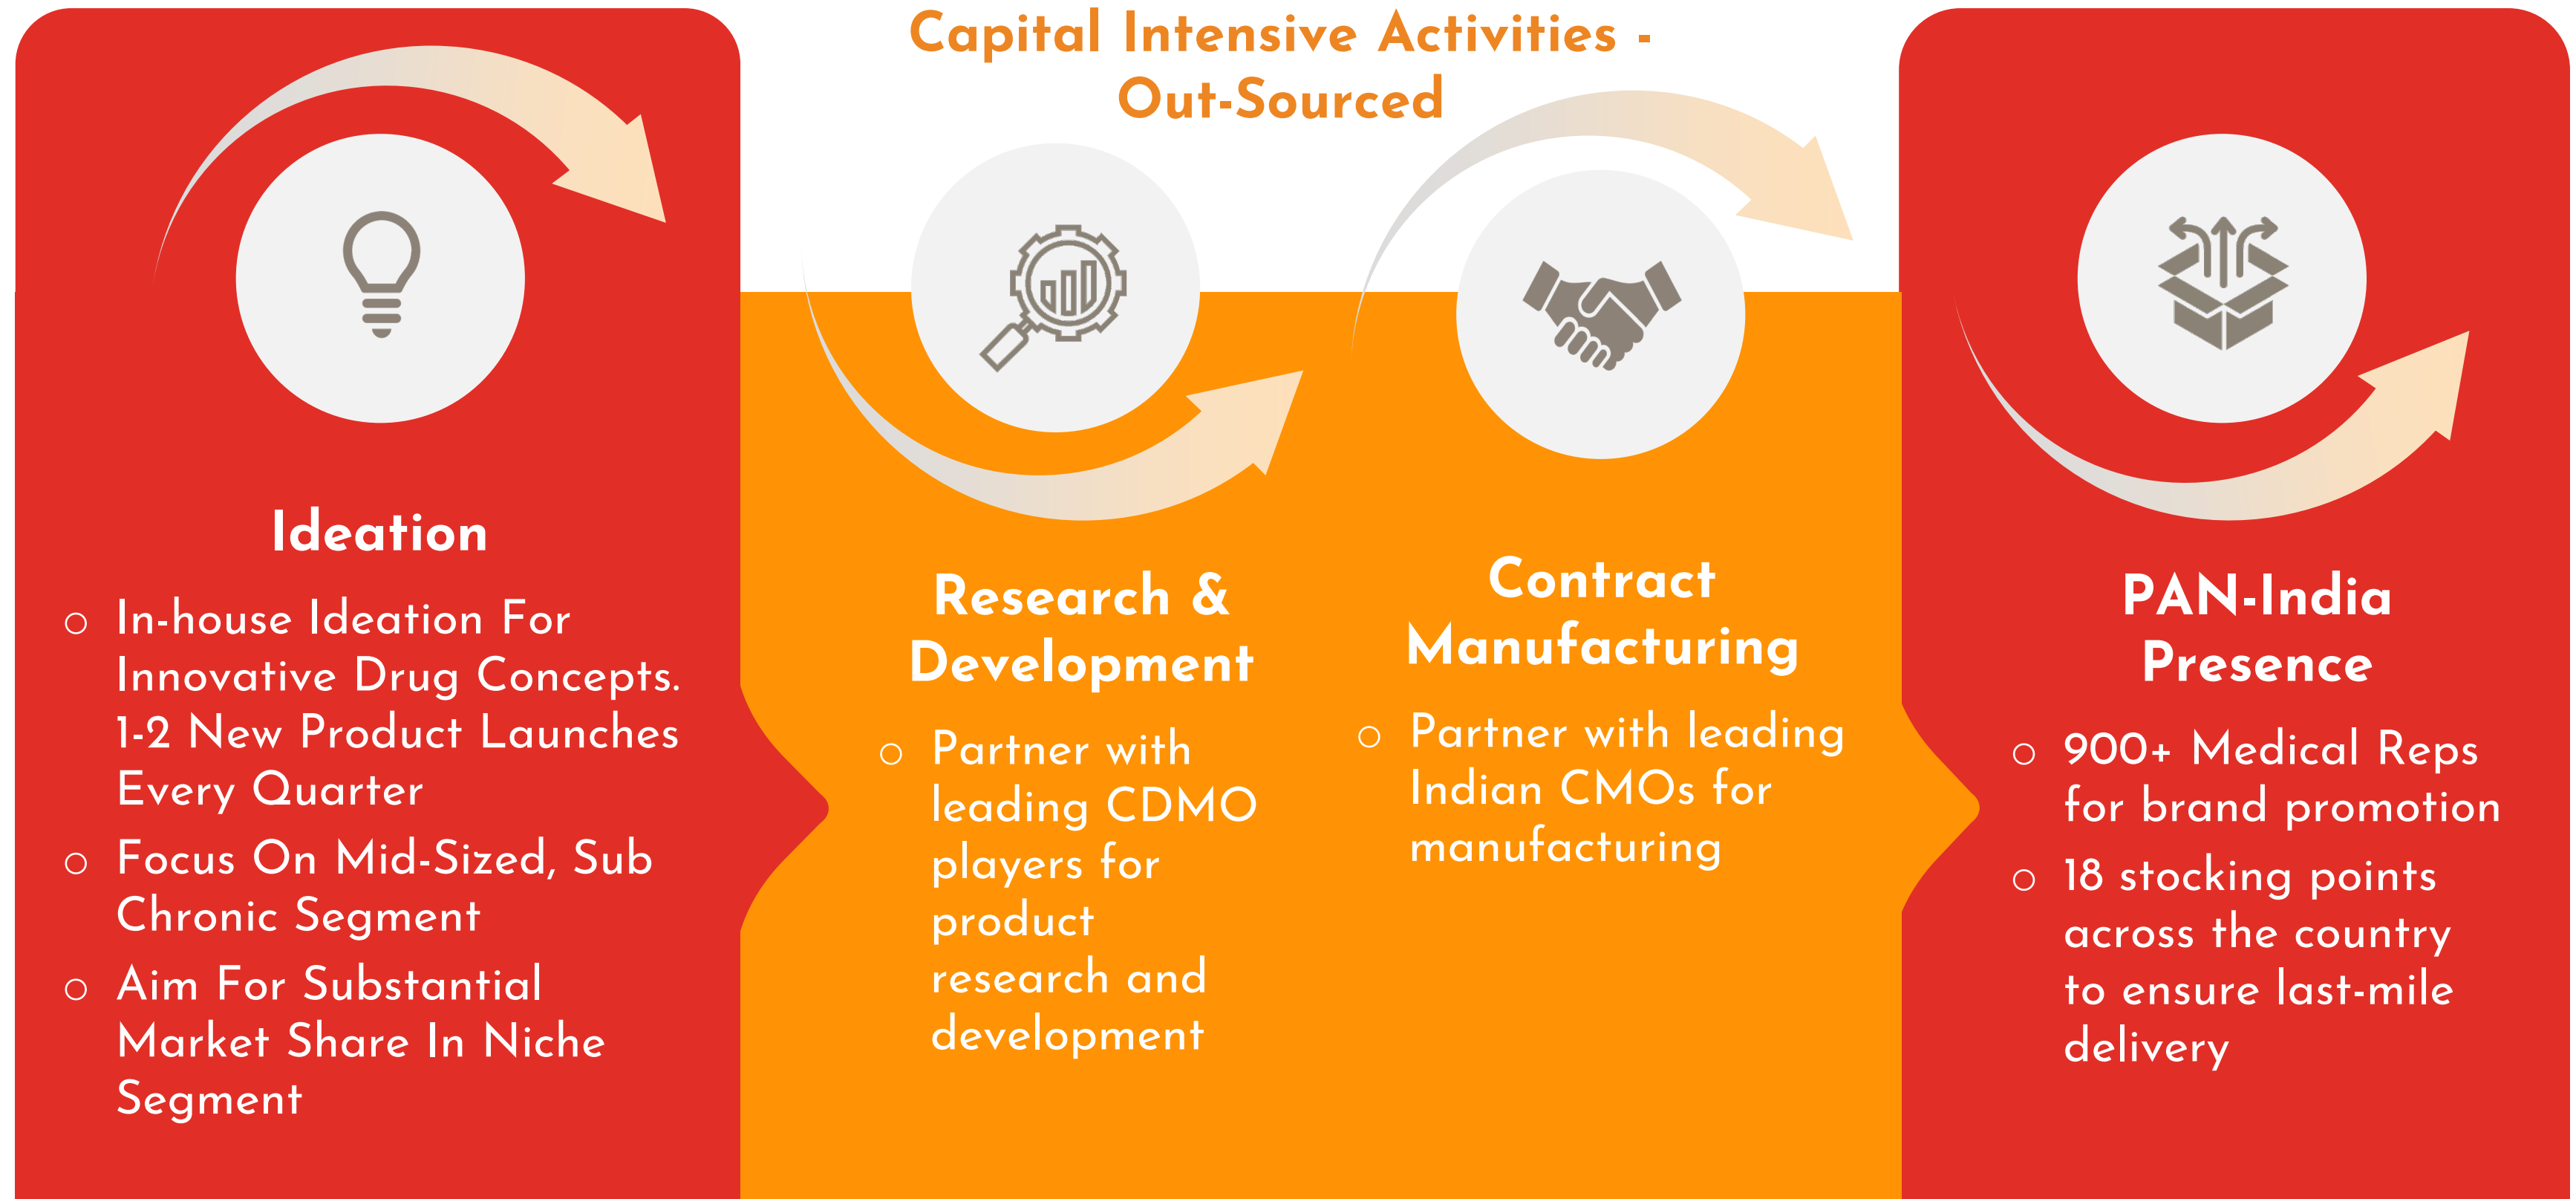 Capital Intensive Activities -
Out-Sourced
Ideation
○ In-house Ideation For
Innovative Drug Concepts.
1-2 New Product Launches
Every Quarter
○ Focus On Mid-Sized, Sub
Chronic Segment
○ Aim For Substantial
Market Share In Niche
Segment
Research &
Development
○ Partner with
leading CDMO
players for
product
research and
development
Contract
Manufacturing
○ Partner with leading
Indian CMOs for
manufacturing
PAN-India
Presence
○ 900+ Medical Reps
for brand promotion
○ 18 stocking points
across the country
to ensure last-mile
delivery